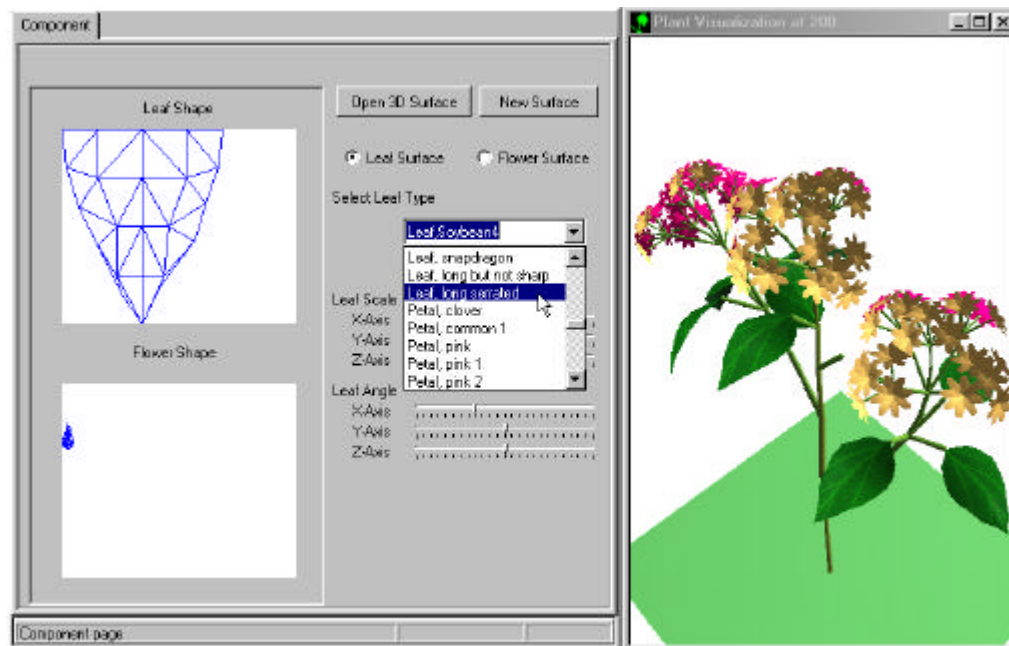 Component
Plant Visualization at 200
Leaf Shape
Open 3D Surface
New Surface
Leaf Surface
Flower Surface
Select Leaf Type
Leaf,Soybean4
Leaf, snapdragon
Leaf, long but not sharp
Leaf, long serrated
Petal, clover
Petal, common 1
Petal, pink
Petal, pink 1
Petal, pink 2
Leaf Scale
X-Axis
Y-Axis
Z-Axis
Leaf Angle
X-Axis
Y-Axis
Z-Axis
Flower Shape
Component page